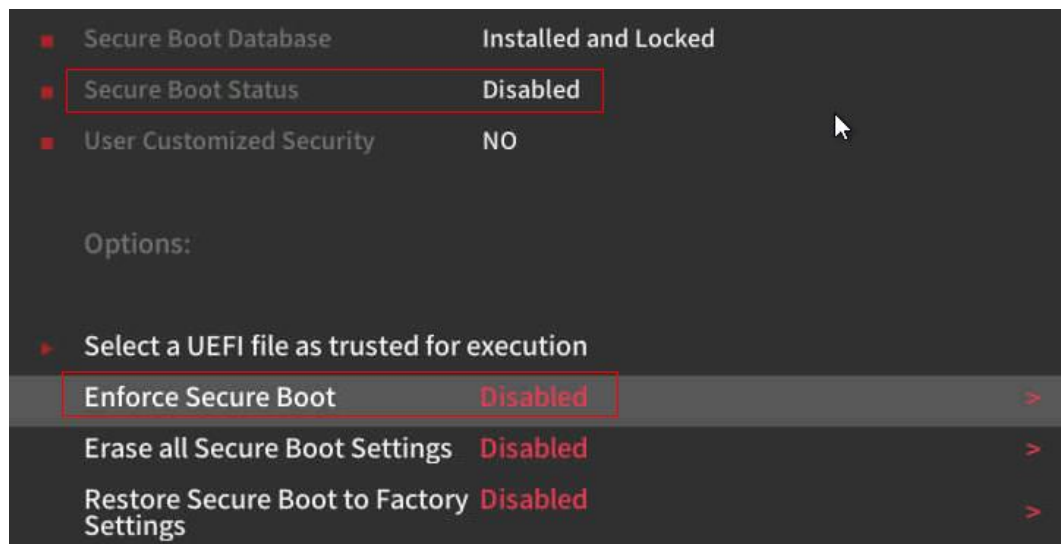 Secure Boot Database Installed and Locked
Secure Boot Status Disabled
User Customized Security NO
Options:
Select a UEFI file as trusted for execution
Enforce Secure Boot Disabled >
Erase all Secure Boot Settings Disabled >
Restore Secure Boot to Factory Disabled
Settings >